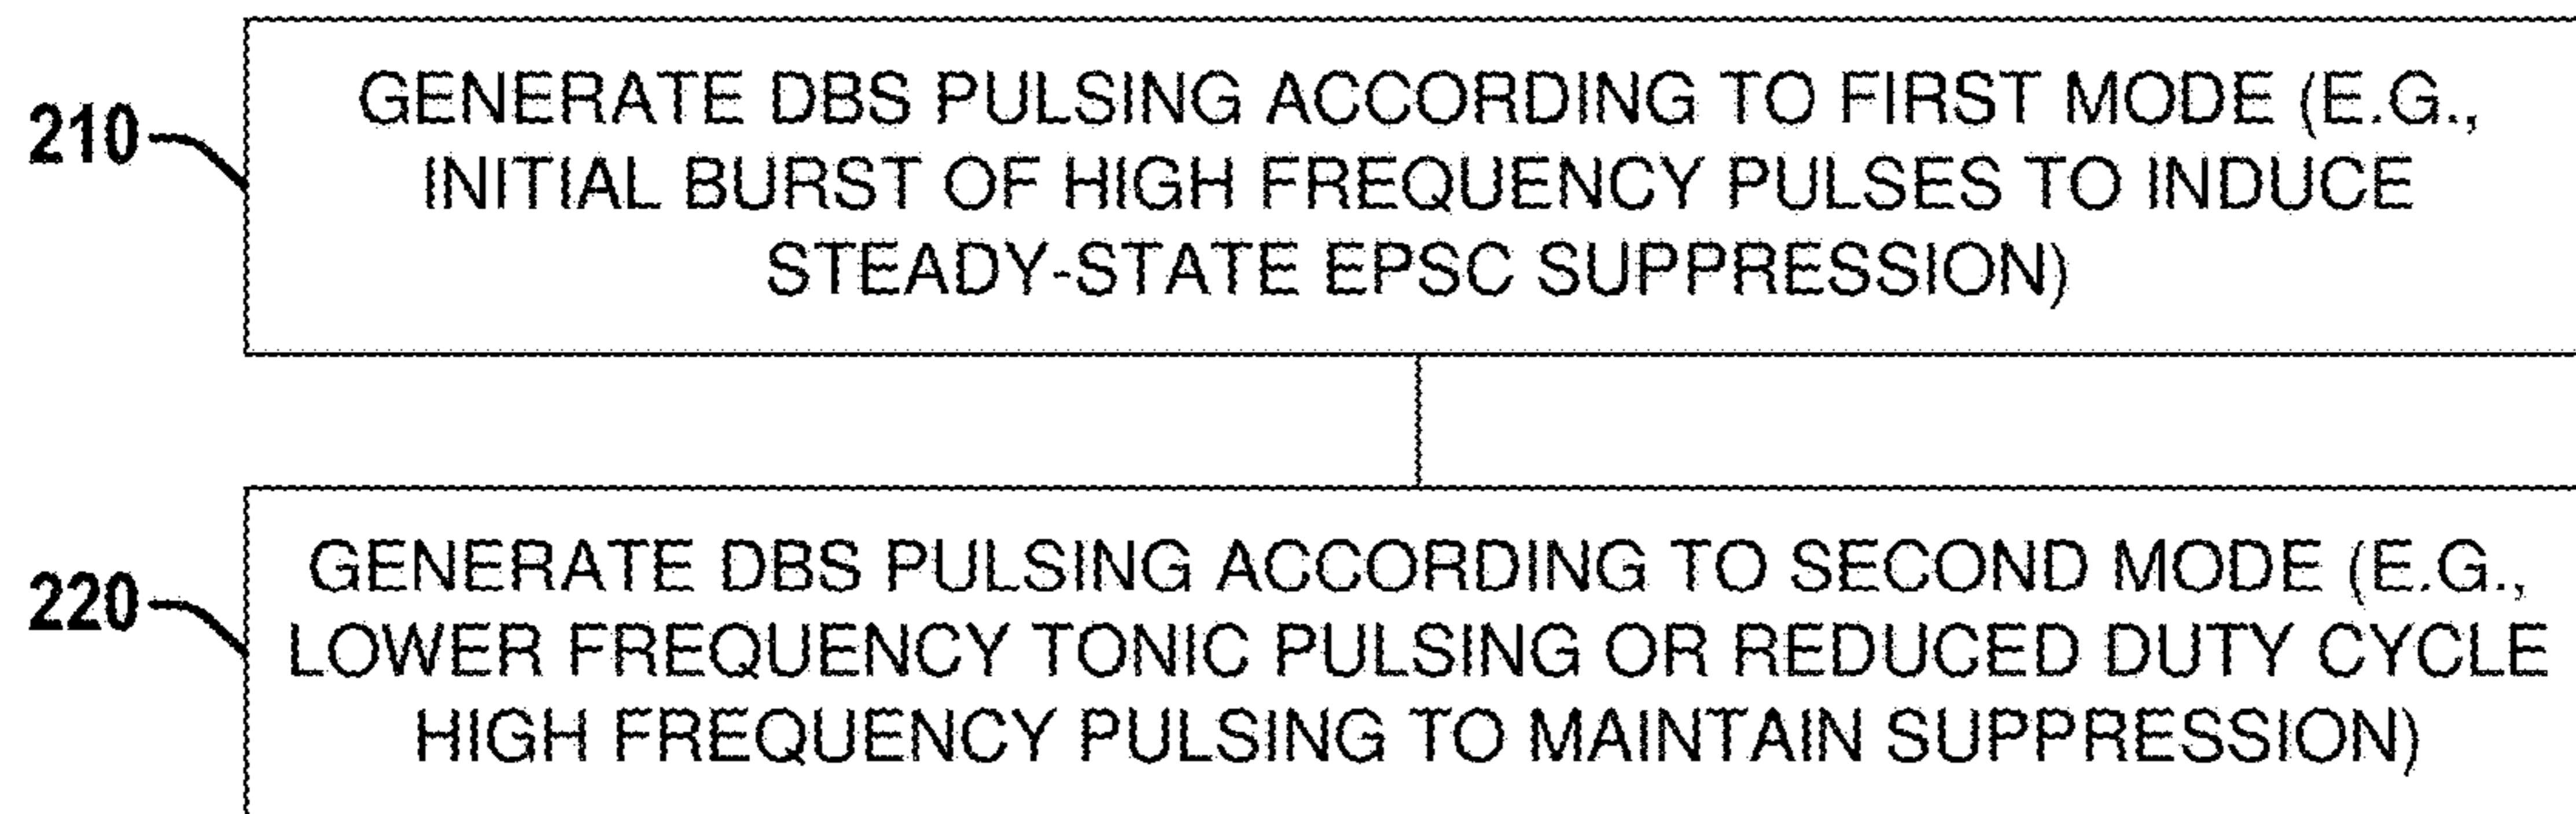 210
GENERATE DBS PULSING ACCORDING TO FIRST MODE (E.G.,
INITIAL BURST OF HIGH FREQUENCY PULSES TO INDUCE
STEADY-STATE EPSC SUPPRESSION)
220
GENERATE DBS PULSING ACCORDING TO SECOND MODE (E.G.,
LOWER FREQUENCY TONIC PULSING OR REDUCED DUTY CYCLE
HIGH FREQUENCY PULSING TO MAINTAIN SUPPRESSION)